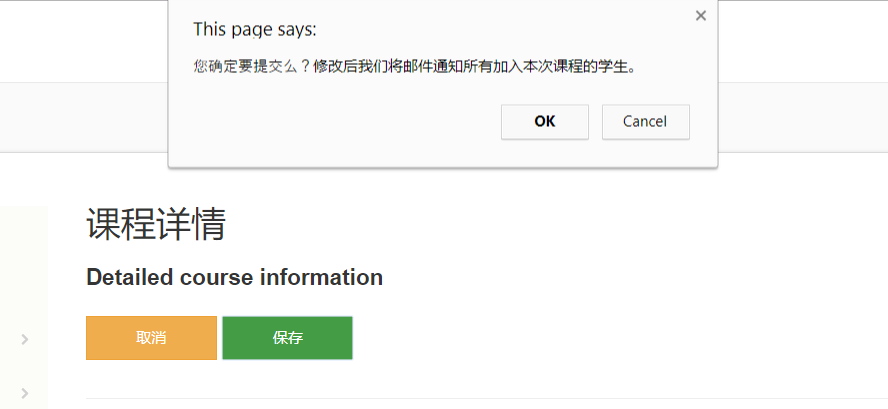 This page says:
您确定要提交么？修改后我们将邮件通知所有加入本次课程的学生。
OK Cancel
课程详情
Detailed course information
取消 保存